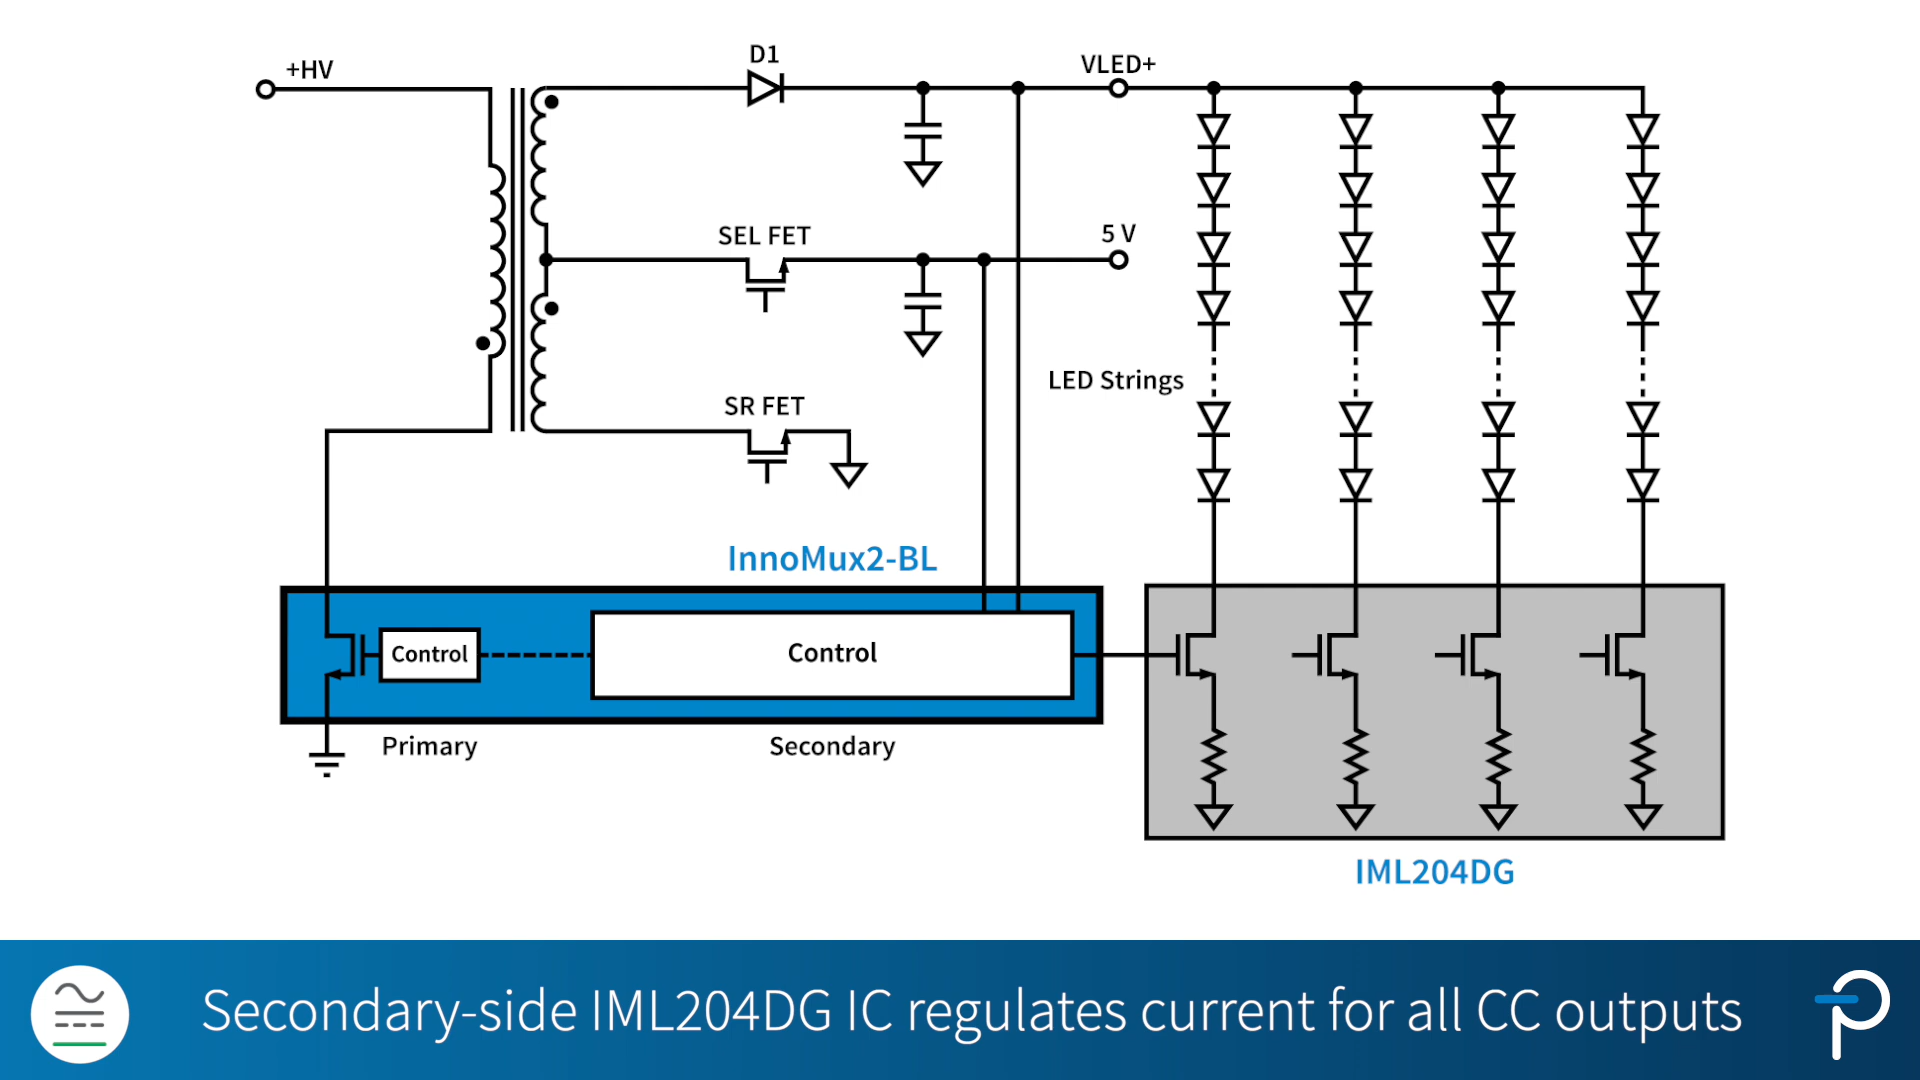 +HV
D1
VLED+
SEL FET
5 V
SR FET
LED Strings
InnoMux2-BL
Control
Control
Primary
Secondary
IML204DG
Secondary-side IML204DG IC regulates current for all CC outputs